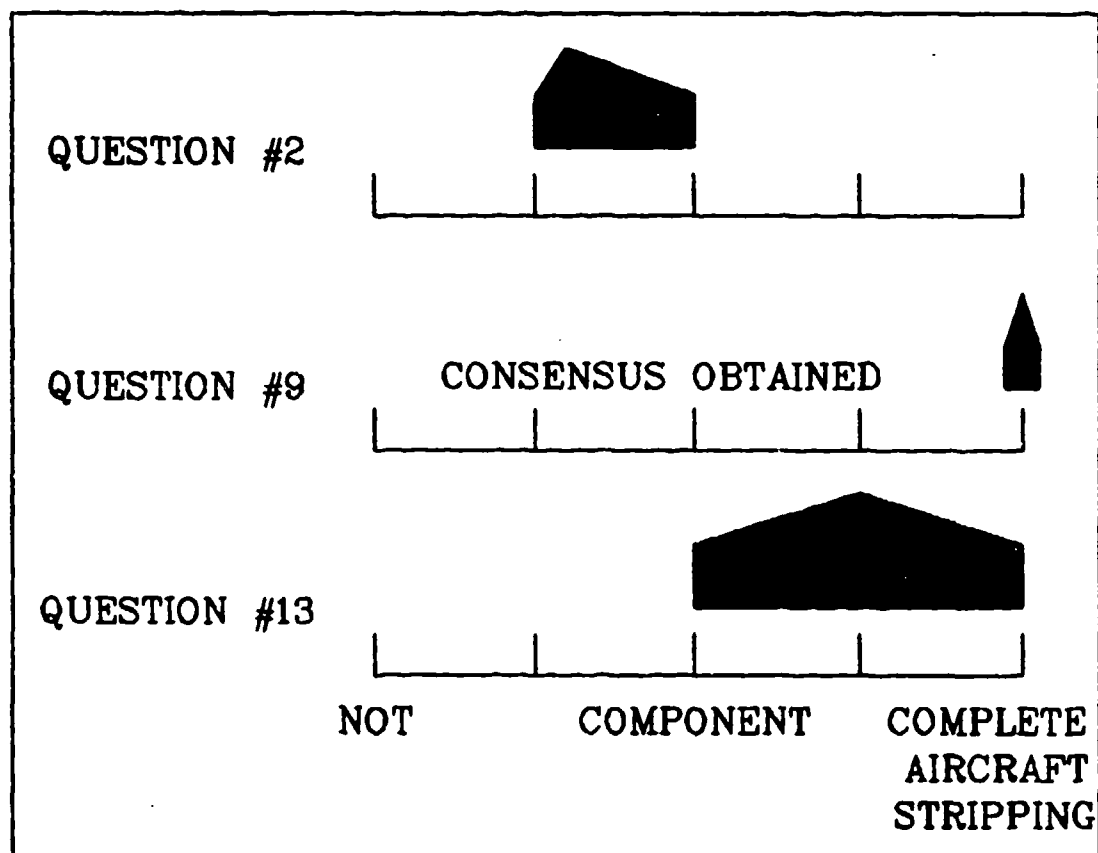 QUESTION #2
QUESTION #9
CONSENSUS OBTAINED
QUESTION #13
NOT
COMPONENT
COMPLETE
AIRCRAFT
STRIPPING